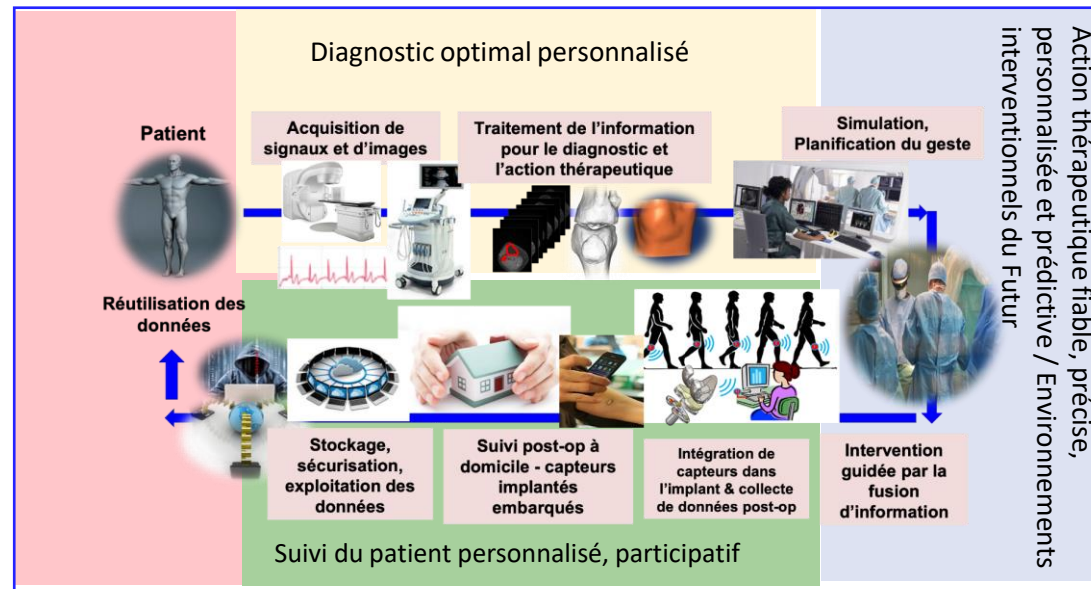 Diagnostic optimal personnalisé
Patient
Acquisition de
signaux et d'images
Traitement de l'information
pour le diagnostic et
l'action thérapeutique
Simulation,
Planification du geste
Action thérapeutique fiable, précise,
personnalisée et prédictive / Environnements
interventionnels du Futur
Réutilisation des
données
Stockage,
sécurisation,
exploitation des
données
Suivi post-op à
domicile - capteurs
implantés
embarqués
Intégration de
capteurs dans
l'implant & collecte
de données post-op
Intervention
guidée par la
fusion
d'information
Suivi du patient personnalisé, participatif